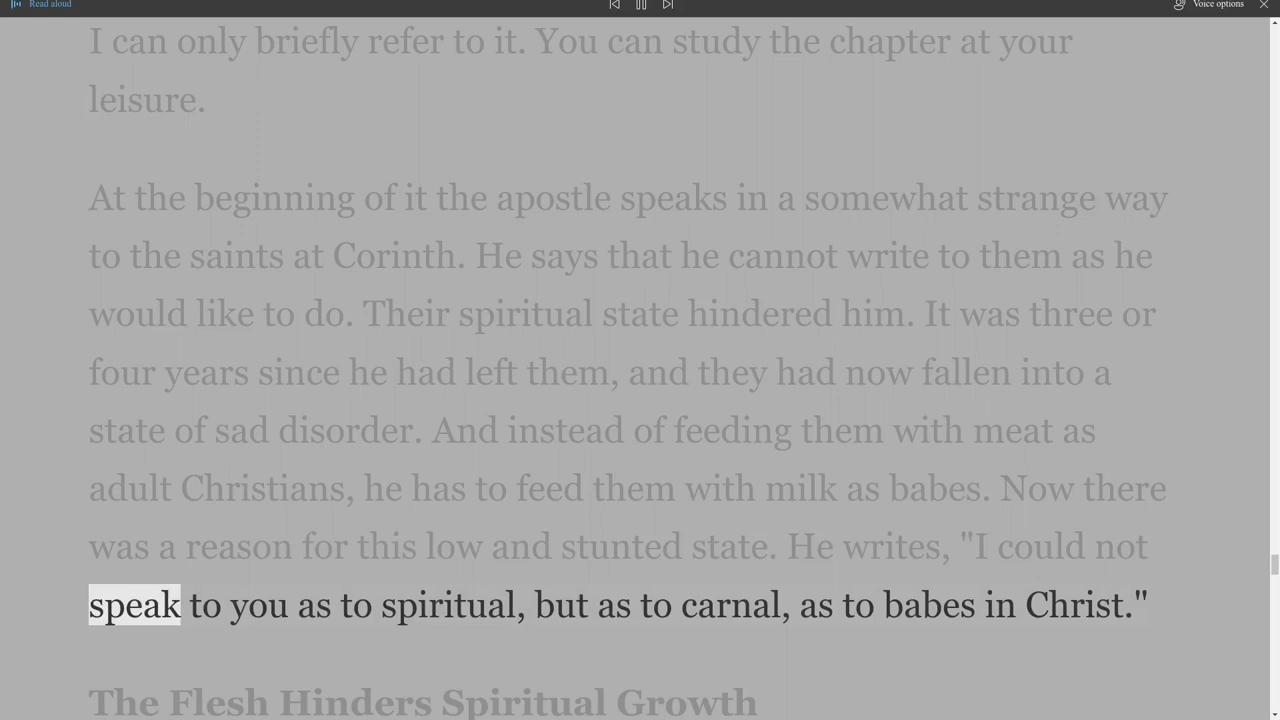 Read aloud
Voice options
I can only briefly refer to it. You can study the chapter at your
leisure.
At the beginning of it the apostle speaks in a somewhat strange way
to the saints at Corinth. He says that he cannot write to them as he
would like to do. Their spiritual state hindered him. It was three or
four years since he had left them, and they had now fallen into a
state of sad disorder. And instead of feeding them with meat as
adult Christians, he has to feed them with milk as babes. Now there
was a reason for this low and stunted state. He writes, "I could not
speak to you as to spiritual, but as to carnal, as to babes in Christ."
The Flesh Hinders Spiritual Growth